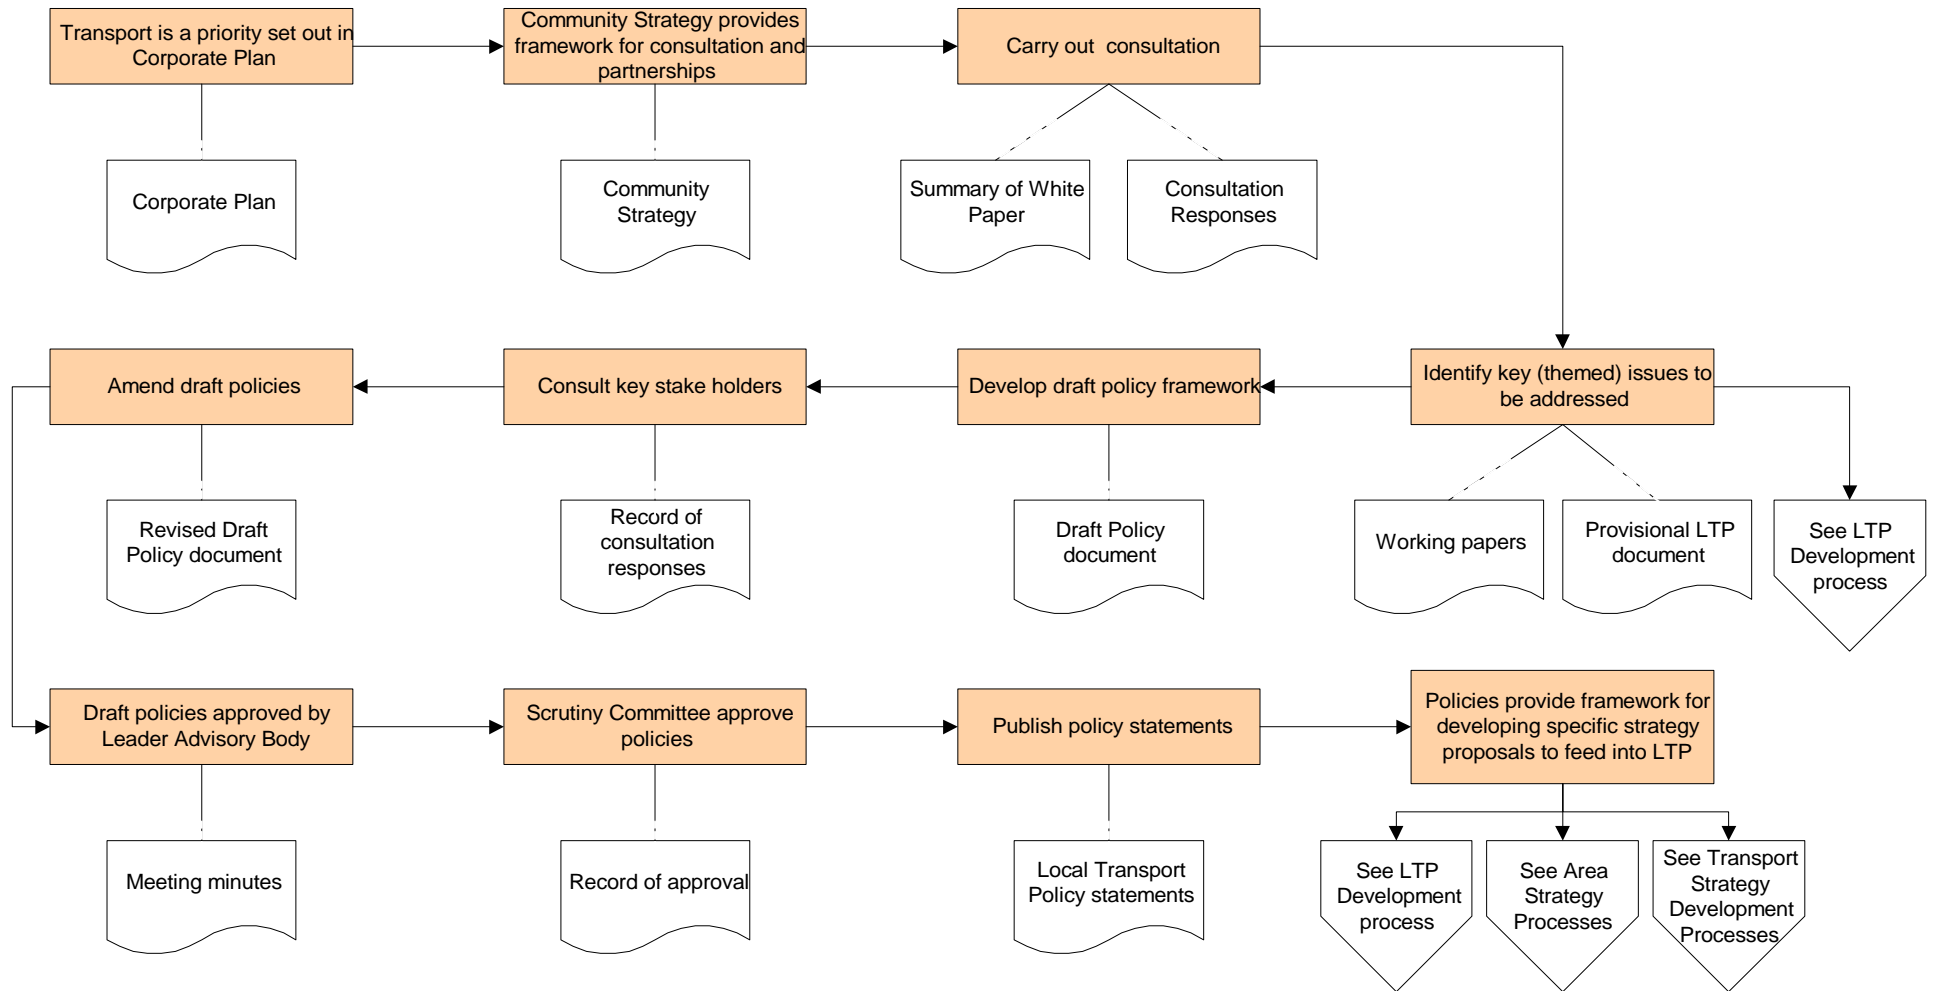 Transport is a priority set out in
Corporate Plan
Community Strategy provides
framework for consultation and
partnerships
Carry out consultation
Corporate Plan
Community
Strategy
Summary of White
Paper
Consultation
Responses
Amend draft policies
Consult key stake holders
Develop draft policy framework
Identify key (themed) issues to
be addressed
Revised Draft
Policy document
Record of
consultation
responses
Draft Policy
document
Working papers
Provisional LTP
document
See LTP
Development
process
Draft policies approved by
Leader Advisory Body
Scrutiny Committee approve
policies
Publish policy statements
Policies provide framework for
developing specific strategy
proposals to feed into LTP
Meeting minutes
Record of approval
Local Transport
Policy statements
See LTP
Development
process
See Area
Strategy
Processes
See Transport
Strategy
Development
Processes